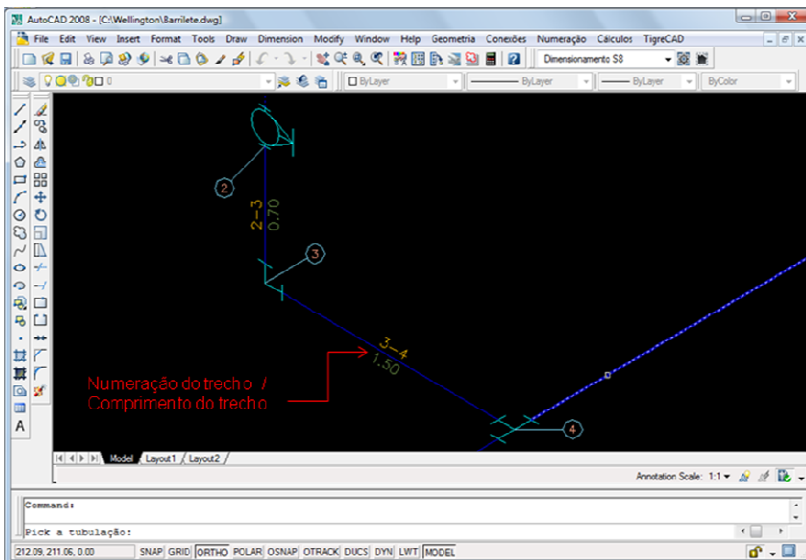 AutoCAD 2008 - [C:\Wellington\Barrilete.dwg]
File Edit View Insert Format Tools Draw Dimension Modify Window Help Geometria Conexões Numeração Cálculos TigreCAD
Dimensionamento S8
0 ByLayer ByLayer ByLayer ByColor
2
2-3
0.70
3
3-4
1.50
Numeração do trecho /
Comprimento do trecho
4
A
Model Layout1 Layout2
Annotation Scale: 1:1
Command:
Pick a tubulação:
212.09, 211.06, 0.00 SNAP GRID ORTHO POLAR OSNAP OTRACK DUCS DYN LWT MODEL